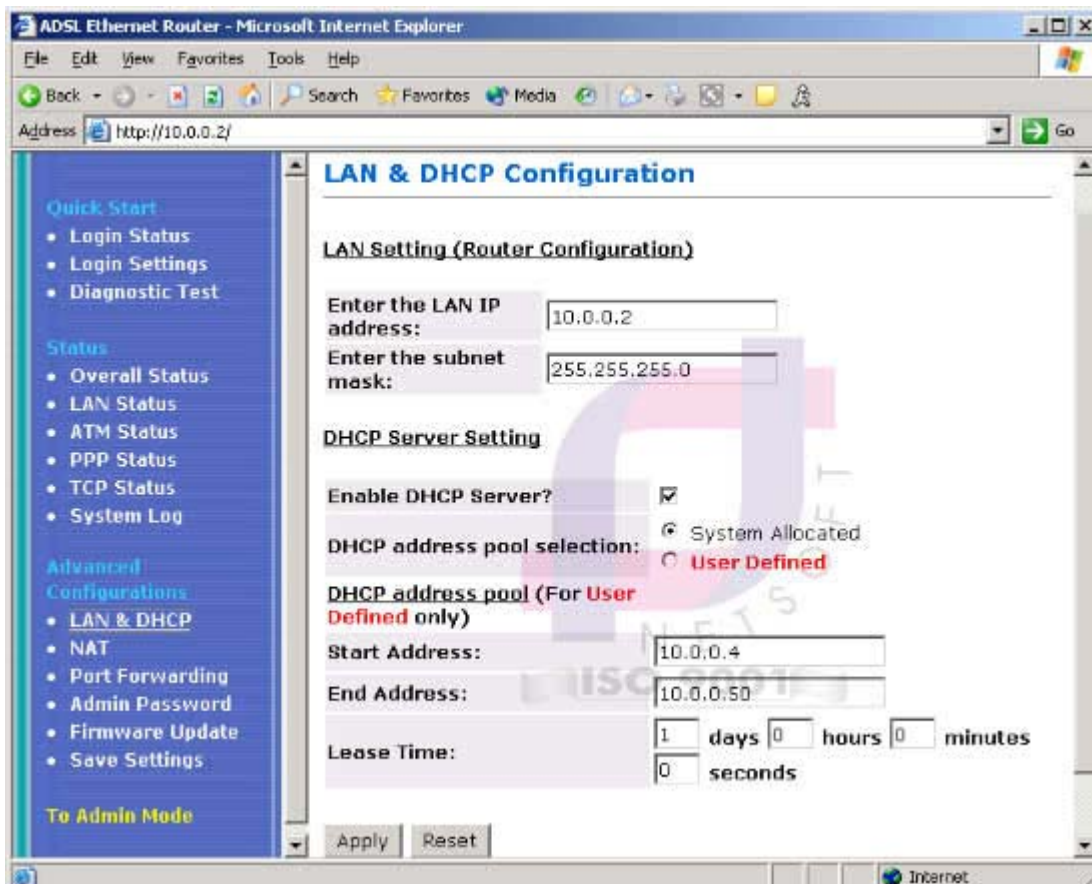 ADSL Ethernet Router - Microsoft Internet Explorer
File Edit View Favorites Tools Help
Back Search Favorites Media
Address http://10.0.0.2/ Go
Quick Start
• Login Status
• Login Settings
• Diagnostic Test
Status
• Overall Status
• LAN Status
• ATM Status
• PPP Status
• TCP Status
• System Log
Advanced
Configurations
• LAN & DHCP
• NAT
• Port Forwarding
• Admin Password
• Firmware Update
• Save Settings
To Admin Mode
LAN & DHCP Configuration
LAN Setting (Router Configuration)
Enter the LAN IP
address:
10.0.0.2
Enter the subnet
mask:
255.255.255.0
DHCP Server Setting
Enable DHCP Server?
DHCP address pool selection:
System Allocated
User Defined
DHCP address pool (For User
Defined only)
Start Address: 10.0.0.4
End Address: 10.0.0.50
Lease Time:
1 days 0 hours 0 minutes
0 seconds
Apply Reset
NETSOFT
ISO 9001
Internet